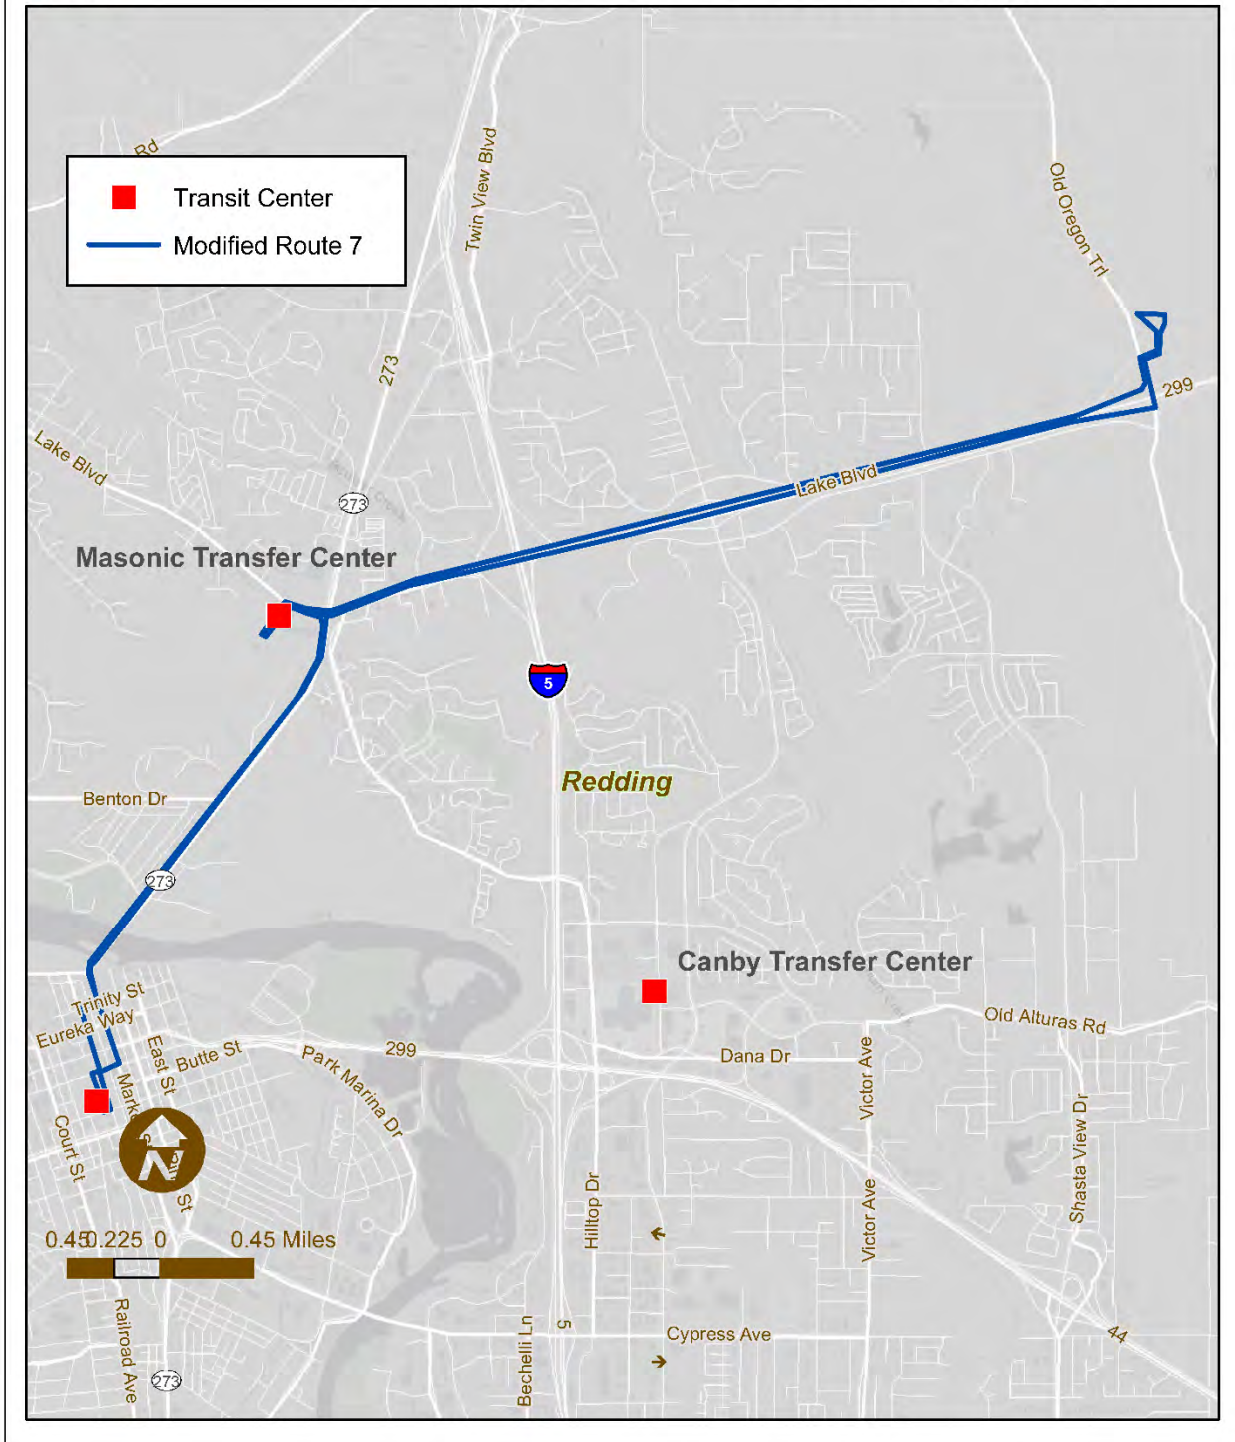 Rd
Transit Center
Modified Route 7
Twin View Blvd
Old Oregon Trl
273
299
Lake Blvd
Lake Blvd
273
Masonic Transfer Center
5
Redding
Benton Dr
273
Canby Transfer Center
Trinity St
Eureka Way
Old Alturas Rd
East St
Butte St
299
Park Marina Dr
Dana Dr
Victor Ave
Court St
N
St
Shasta View Dr
Hilltop Dr
Victor Ave
0.45 0.225 0 0.45 Miles
Railroad Ave
Bechelli Ln
5
Cypress Ave
44
273